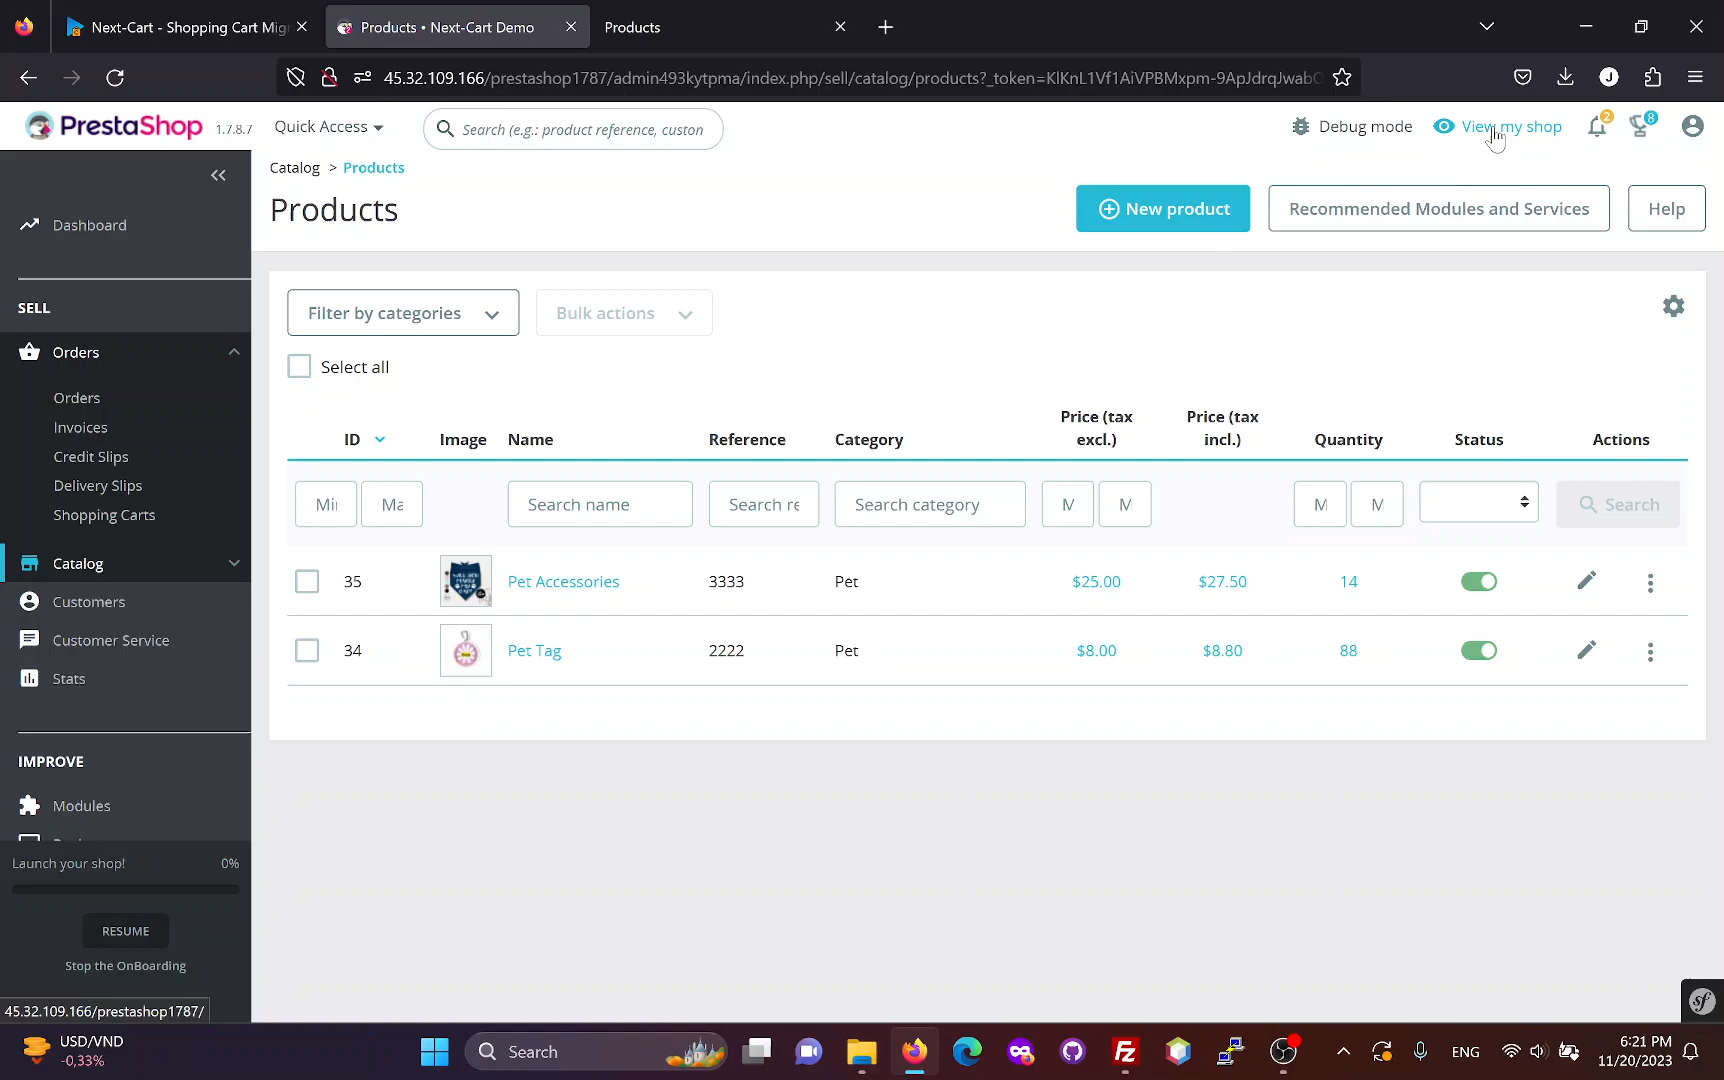 Next-Cart - Shopping Cart Mig
Products • Next-Cart Demo
Products
45.32.109.166/prestashop1787/admin493kytpma/index.php/sell/catalog/products?_token=KlKnL1Vf1AiVPBMxpm-9ApJdrqJwab
J
PrestaShop 1.7.8.7
Quick Access
Search (e.g.: product reference, custon
Debug mode
View my shop
2
8
Catalog > Products
Products
New product
Recommended Modules and Services
Help
Dashboard
SELL
Orders
Orders
Invoices
Credit Slips
Delivery Slips
Shopping Carts
Catalog
Customers
Customer Service
Stats
IMPROVE
Modules
Launch your shop! 0%
RESUME
Stop the OnBoarding
45.32.109.166/prestashop1787/
Filter by categories
Bulk actions
Select all
ID Image Name Reference Category Price (tax excl.) Price (tax incl.) Quantity Status Actions
Mi Ma Search name Search re Search category M M M M Search
35 Pet Accessories 3333 Pet $25.00 $27.50 14
34 Pet Tag 2222 Pet $8.00 $8.80 88
sf
USD/VND
-0,33%
Search
Fz
ENG
6:21 PM
11/20/2023